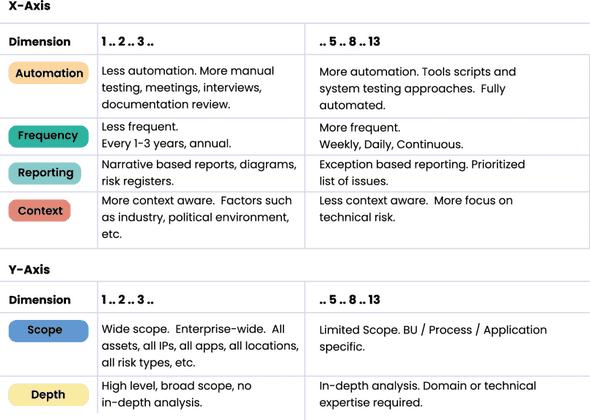 X-Axis
Dimension
1 .. 2 .. 3 ..
.. 5 .. 8 .. 13
Automation
Less automation. More manual
testing, meetings, interviews,
documentation review.
More automation. Tools scripts and
system testing approaches. Fully
automated.
Frequency
Less frequent.
Every 1-3 years, annual.
More frequent.
Weekly, Daily, Continuous.
Reporting
Narrative based reports, diagrams,
risk registers.
Exception based reporting. Prioritized
list of issues.
Context
More context aware. Factors such
as industry, political environment,
etc.
Less context aware. More focus on
technical risk.
Y-Axis
Dimension
1 .. 2 .. 3 ..
.. 5 .. 8 .. 13
Scope
Wide scope. Enterprise-wide. All
assets, all IPs, all apps, all locations,
all risk types, etc.
Limited Scope. BU / Process / Application
specific.
Depth
High level, broad scope, no
in-depth analysis.
In-depth analysis. Domain or technical
expertise required.